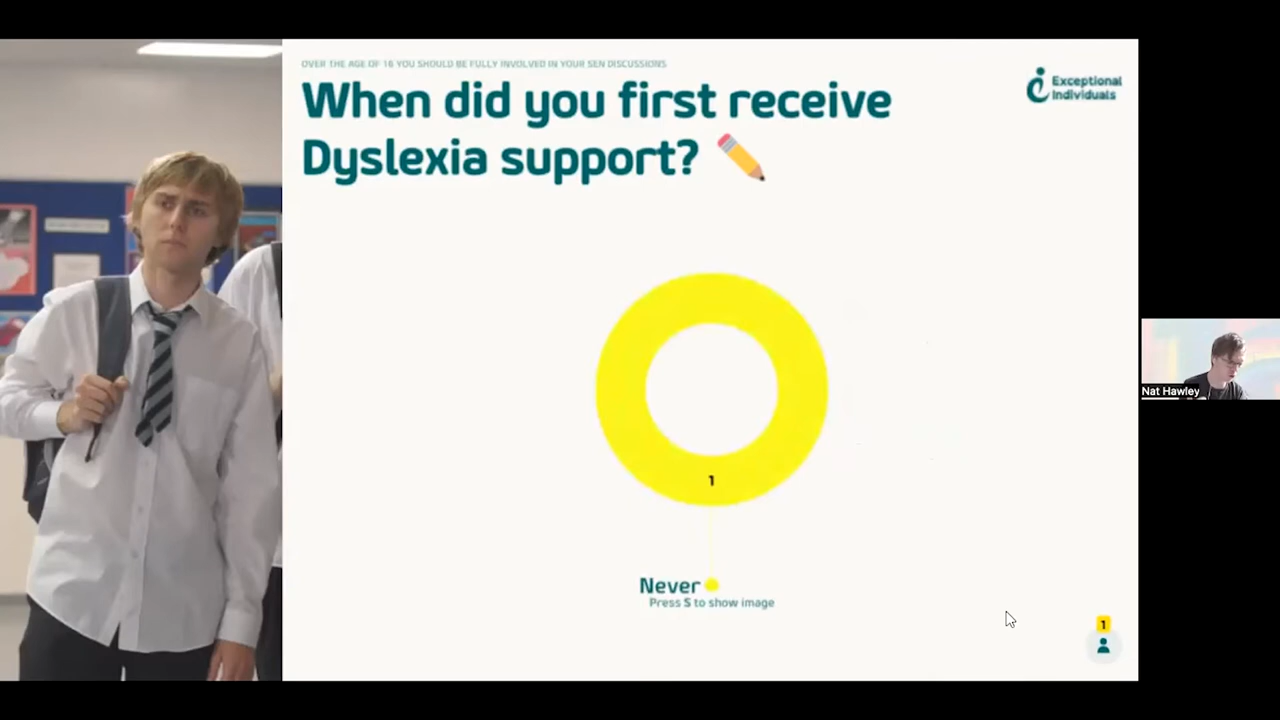 OVER THE AGE OF 16 YOU SHOULD BE FULLY INVOLVED IN YOUR SEN DISCUSSIONS
When did you first receive
Dyslexia support?
Exceptional
Individuals
1
Never
Press S to show image
1
Nat Hawley